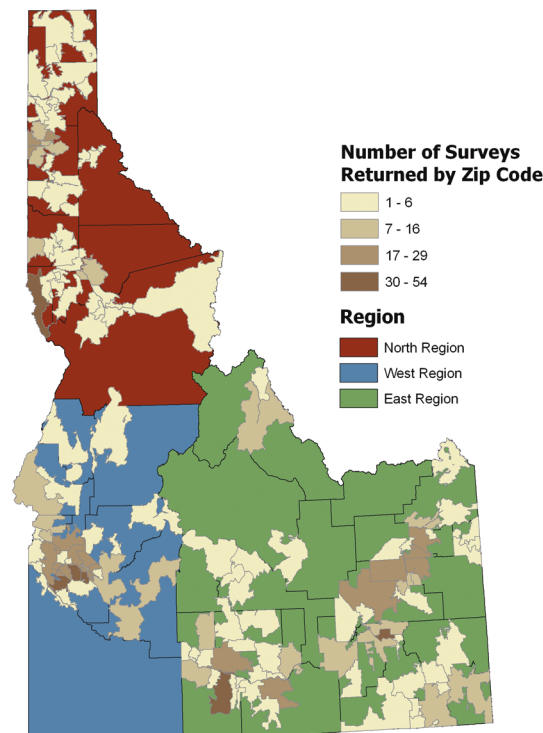 Number of Surveys
Returned by Zip Code
1 - 6
7 - 16
17 - 29
30 - 54
Region
North Region
West Region
East Region